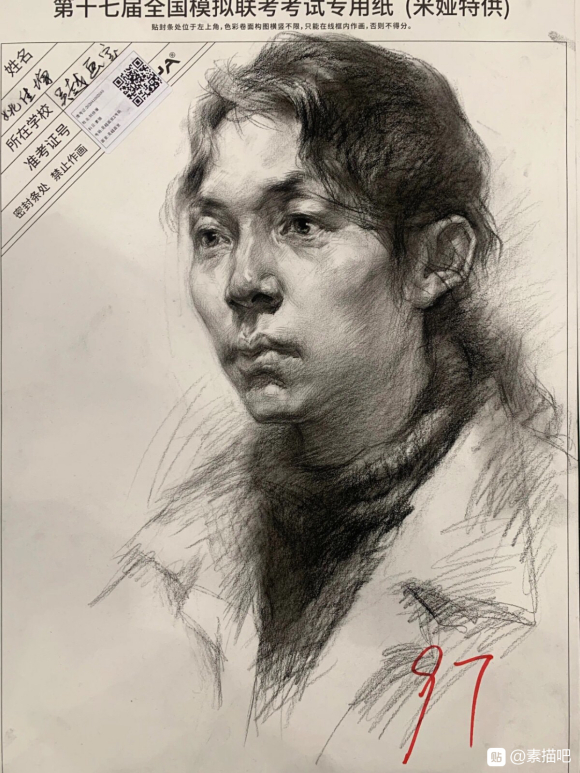 第十七届全国模拟联考考试专用纸 (米娅特供)
贴封条处位于左上角,色彩卷面构图横竖不限,只能在线框内作画,否则不得分。
姓名
所在学校
准考证号
密封条处 禁止作画
97
贴 @素描吧